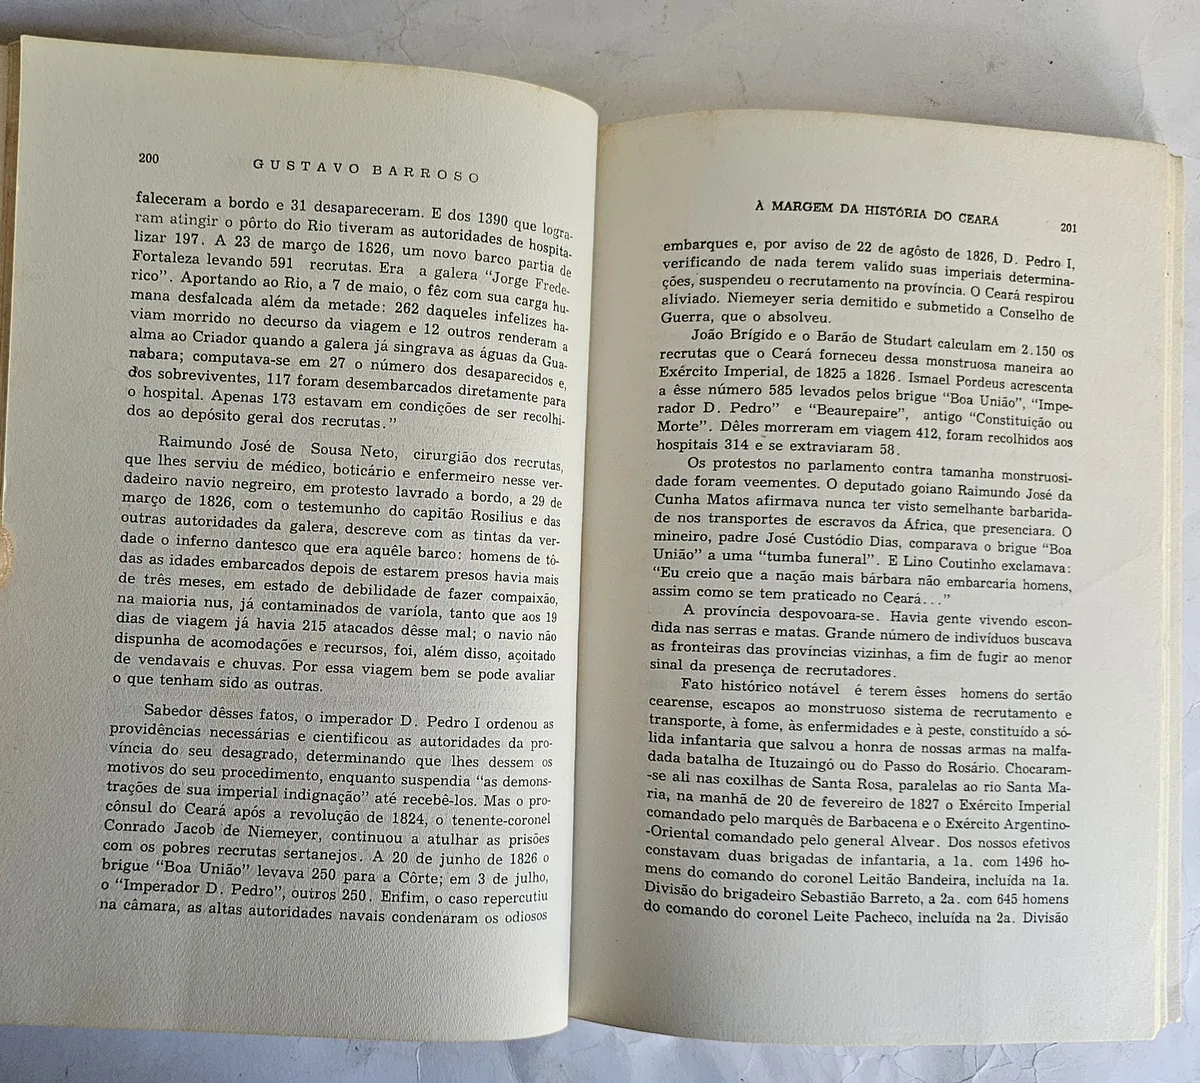 200
GUSTAVO BARROSO
faleceram a bordo e 31 desapareceram. E dos 1390 que logra-
ram atingir o pôrto do Rio tiveram as autoridades de hospita-
lizar 197. A 23 de março de 1826, um novo barco partia de
Fortaleza levando 591 recrutas. Era a galera "Jorge Frede-
rico". Aportando ao Rio, a 7 de maio, o fêz com sua carga hu-
mana desfalcada além da metade: 262 daqueles infelizes ha-
viam morrido no decurso da viagem e 12 outros renderam a
alma ao Criador quando a galera já singrava as águas da Gua-
nabara; computava-se em 27 o número dos desaparecidos e,
dos sobreviventes, 117 foram desembarcados diretamente para
o hospital. Apenas 173 estavam em condições de ser recolhi-
dos ao depósito geral dos recrutas."
Raimundo José de Sousa Neto, cirurgião dos recrutas,
que lhes serviu de médico, boticário e enfermeiro nesse ver-
dadeiro navio negreiro, em protesto lavrado a bordo, a 29 de
março de 1826, com o testemunho do capitão Rosilius e das
outras autoridades da galera, descreve com as tintas da ver-
dade o inferno dantesco que era aquêle barco: homens de tô-
das as idades embarcados depois de estarem presos havia mais
de três meses, em estado de debilidade de fazer compaixão,
na maioria nus, já contaminados de varíola, tanto que aos 19
dias de viagem já havia 215 atacados dêsse mal; o navio não
dispunha de acomodações e recursos, foi, além disso, açoitado
de vendavais e chuvas. Por essa viagem bem se pode avaliar
o que tenham sido as outras.
Sabedor dêsses fatos, o imperador D. Pedro I ordenou as
providências necessárias e cientificou as autoridades da pro-
víncia do seu desagrado, determinando que lhes dessem os
motivos do seu procedimento, enquanto suspendia "as demons-
trações de sua imperial indignação" até recebê-los. Mas o pro-
cônsul do Ceará após a revolução de 1824, o tenente-coronel
Conrado Jacob de Niemeyer, continuou a atulhar as prisões
com os pobres recrutas sertanejos. A 20 de junho de 1826 o
brigue "Boa União" levava 250 para a Côrte; em 3 de julho,
o "Imperador D. Pedro", outros 250. Enfim, o caso repercutiu
na câmara, as altas autoridades navais condenaram os odiosos
À MARGEM DA HISTÓRIA DO CEARÁ
201
embarques e, por aviso de 22 de agôsto de 1826, D. Pedro I,
verificando de nada terem valido suas imperiais determina-
ções, suspendeu o recrutamento na província. O Ceará respirou
aliviado. Niemeyer seria demitido e submetido a Conselho de
Guerra, que o absolveu.
João Brígido e o Barão de Studart calculam em 2.150 os
recrutas que o Ceará forneceu dessa monstruosa maneira ao
Exército Imperial, de 1825 a 1826. Ismael Pordeus acrescenta
a êsse número 585 levados pelos brigue "Boa União", "Impe-
rador D. Pedro" e "Beaurepaire", antigo "Constituição ou
Morte". Dêles morreram em viagem 412, foram recolhidos aos
hospitais 314 e se extraviaram 58.
Os protestos no parlamento contra tamanha monstruosi-
dade foram veementes. O deputado goiano Raimundo José da
Cunha Matos afirmava nunca ter visto semelhante barbarida-
de nos transportes de escravos da África, que presenciara. O
mineiro, padre José Custódio Dias, comparava o brigue "Boa
União" a uma "tumba funeral". E Lino Coutinho exclamava:
"Eu creio que a nação mais bárbara não embarcaria homens,
assim como se tem praticado no Ceará..."
A província despovoara-se. Havia gente vivendo escon-
dida nas serras e matas. Grande número de indivíduos buscava
as fronteiras das províncias vizinhas, a fim de fugir ao menor
sinal da presença de recrutadores.
Fato histórico notável é terem êsses homens do sertão
cearense, escapos ao monstruoso sistema de recrutamento e
transporte, à fome, às enfermidades e à peste, constituído a só-
lida infantaria que salvou a honra de nossas armas na malfa-
dada batalha de Ituzaingó ou do Passo do Rosário. Chocaram-
-se ali nas coxilhas de Santa Rosa, paralelas ao rio Santa Ma-
ria, na manhã de 20 de fevereiro de 1827 o Exército Imperial
comandado pelo marquês de Barbacena e o Exército Argentino-
-Oriental comandado pelo general Alvear. Dos nossos efetivos
constavam duas brigadas de infantaria, a 1a. com 1496 ho-
mens do comando do coronel Leitão Bandeira, incluída na 1a.
Divisão do brigadeiro Sebastião Barreto, a 2a. com 645 homens
do comando do coronel Leite Pacheco, incluída na 2a. Divisão